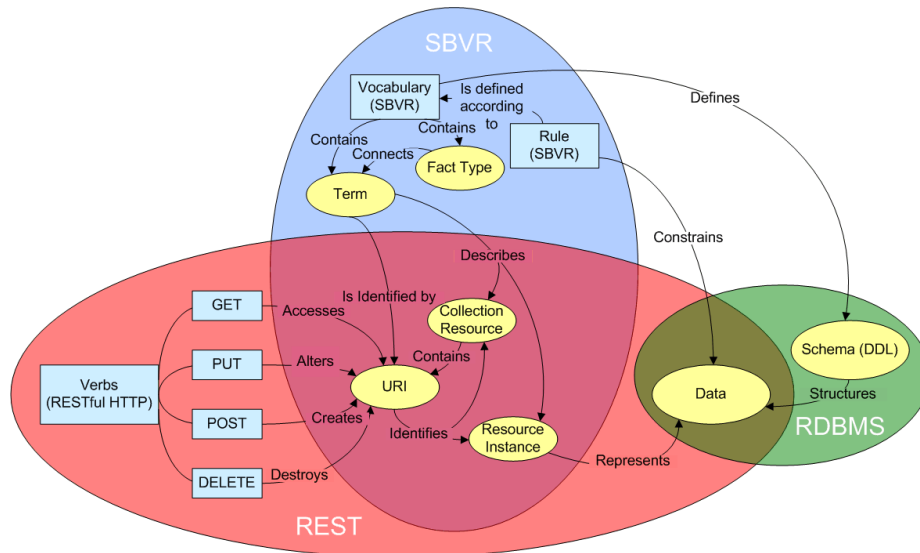 SBVR
Vocabulary
(SBVR)
Is defined
according
to
Defines
Contains
Contains
Rule
(SBVR)
Connects
Fact Type
Term
Constrains
Describes
GET
Accesses
Is Identified by
Collection
Resource
Schema (DDL)
PUT
Alters
Contains
Verbs
(RESTful HTTP)
URI
Data
Structures
POST
Creates
Identifies
Resource
Instance
RDBMS
Represents
DELETE
Destroys
REST